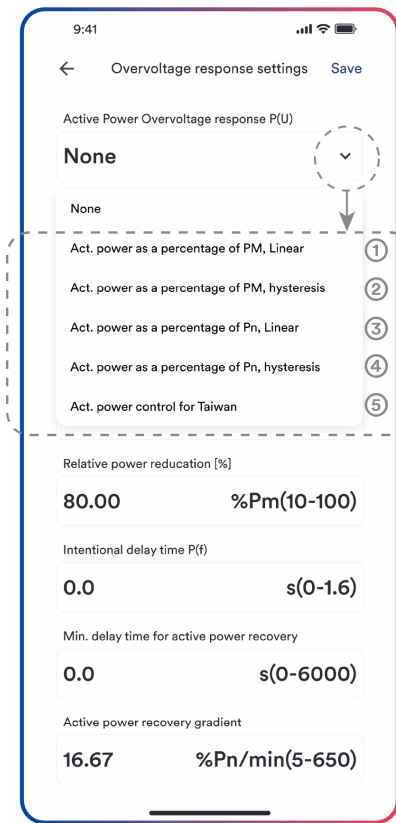 9:41
Overvoltage response settings Save
Active Power Overvoltage response P(U)
None
None
Act. power as a percentage of PM, Linear ①
Act. power as a percentage of PM, hysteresis ②
Act. power as a percentage of Pn, Linear ③
Act. power as a percentage of Pn, hysteresis ④
Act. power control for Taiwan ⑤
Relative power reducation [%]
80.00 %Pm(10-100)
Intentional delay time P(f)
0.0 s(0-1.6)
Min. delay time for active power recovery
0.0 s(0-6000)
Active power recovery gradient
16.67 %Pn/min(5-650)